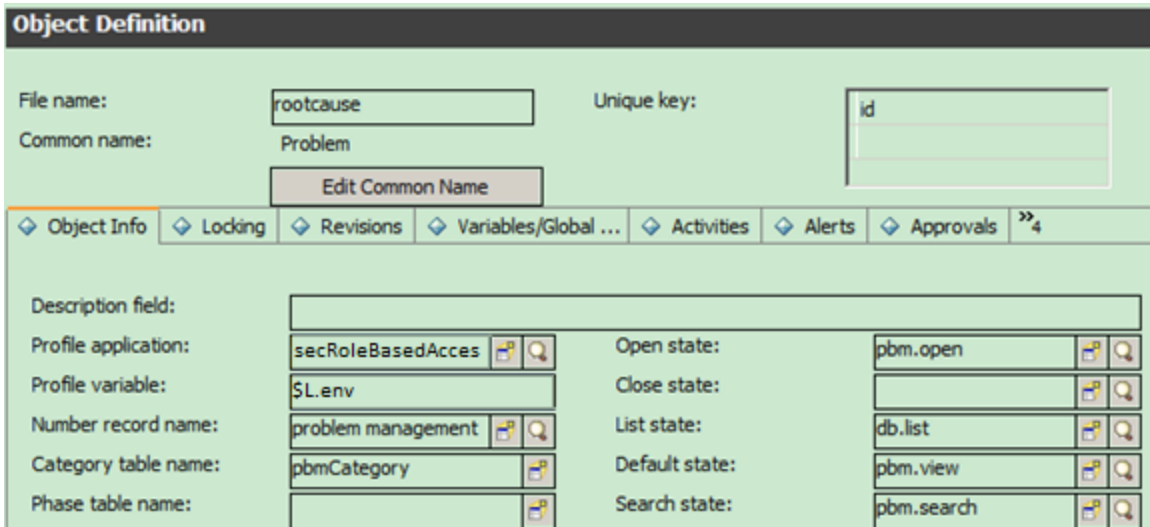 Object Definition
File name: rootcause Unique key: id
Common name: Problem
Edit Common Name
Object Info Locking Revisions Variables/Global ... Activities Alerts Approvals »4
Description field:
Profile application: secRoleBasedAcces Open state: pbm.open
Profile variable: $L.env Close state:
Number record name: problem management List state: db.list
Category table name: pbmCategory Default state: pbm.view
Phase table name: Search state: pbm.search